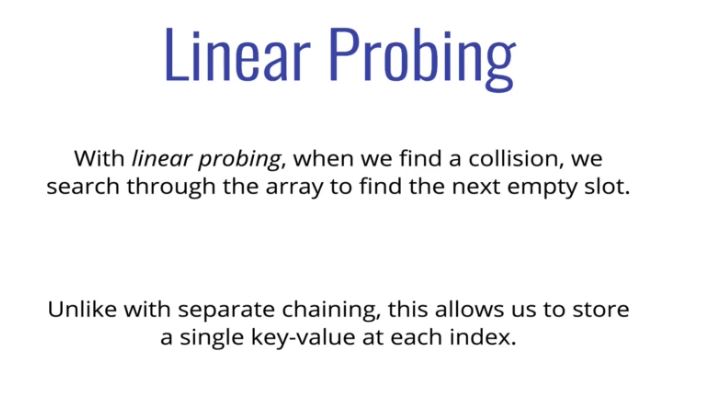 Linear Probing
With linear probing, when we find a collision, we
search through the array to find the next empty slot.
Unlike with separate chaining, this allows us to store
a single key-value at each index.